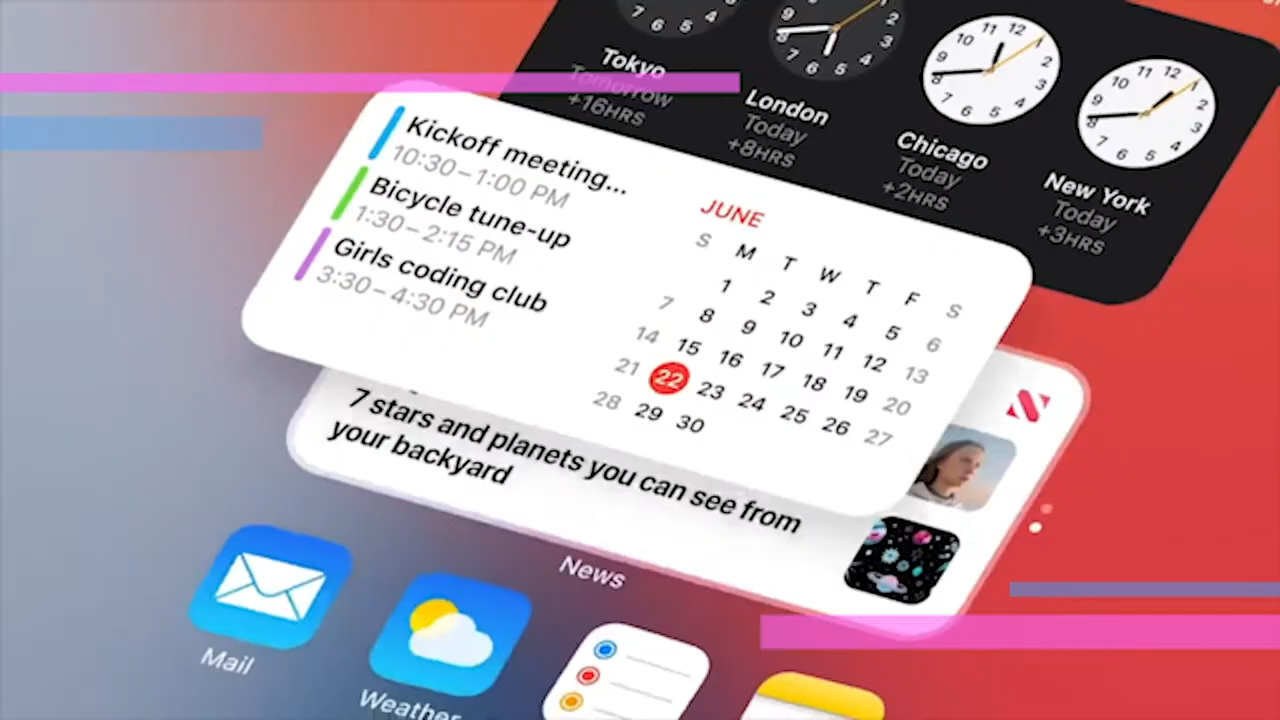 Tokyo
Tomorrow
+16HRS
London
Today
+8HRS
Chicago
Today
+2HRS
New York
Today
+3HRS
Kickoff meeting...
10:30–1:00 PM
Bicycle tune-up
1:30–2:15 PM
Girls coding club
3:30–4:30 PM
JUNE
S M T W T F S
1 2 3 4 5 6
7 8 9 10 11 12 13
14 15 16 17 18 19 20
21 22 23 24 25 26 27
28 29 30
7 stars and planets you can see from
your backyard
News
Mail
Weather